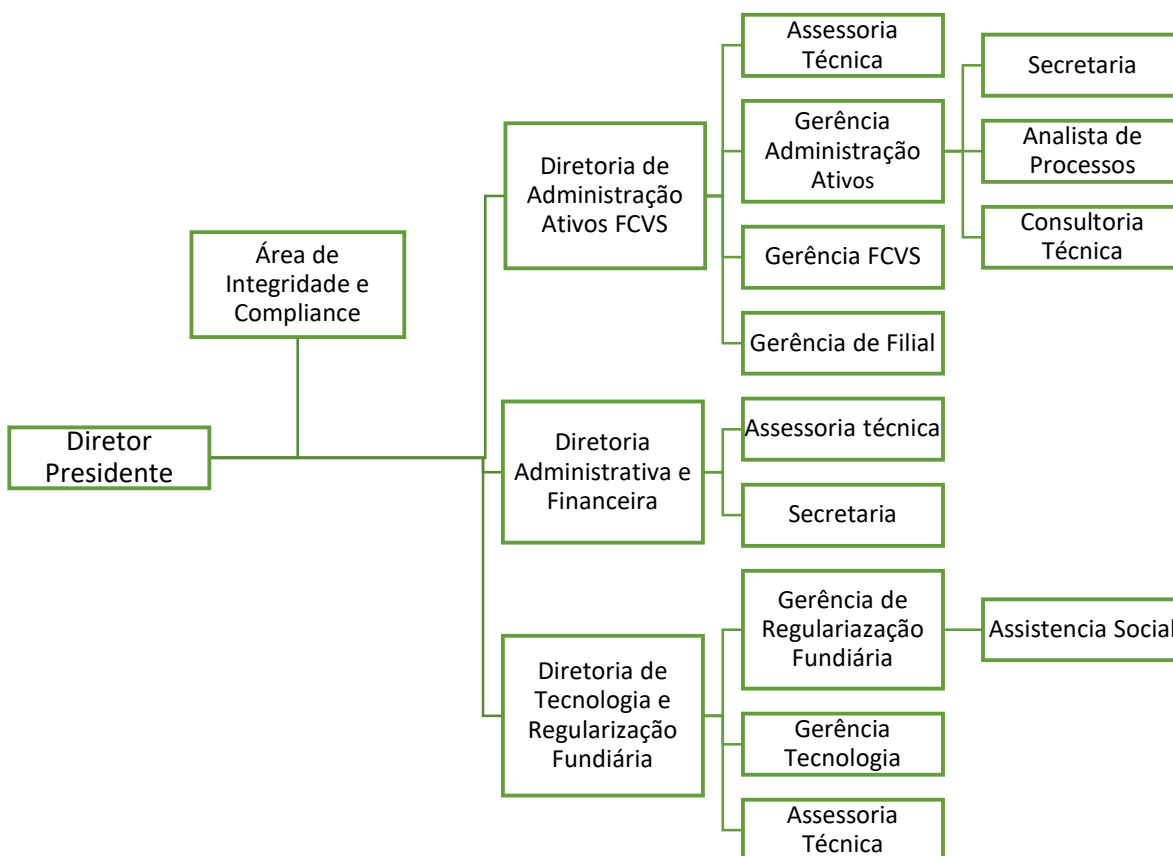 Diretor
Presidente
Área de
Integridade e
Compliance
Diretoria de
Administração
Ativos FCVS
Assessoria
Técnica
Gerência
Administração
Ativos
Secretaria
Analista de
Processos
Consultoria
Técnica
Gerência FCVS
Gerência de Filial
Diretoria
Administrativa e
Financeira
Assessoria técnica
Secretaria
Diretoria de
Tecnologia e
Regularização
Fundiária
Gerência de
Regulariazação
Fundiária
Assistencia Social
Gerência
Tecnologia
Assessoria
Técnica